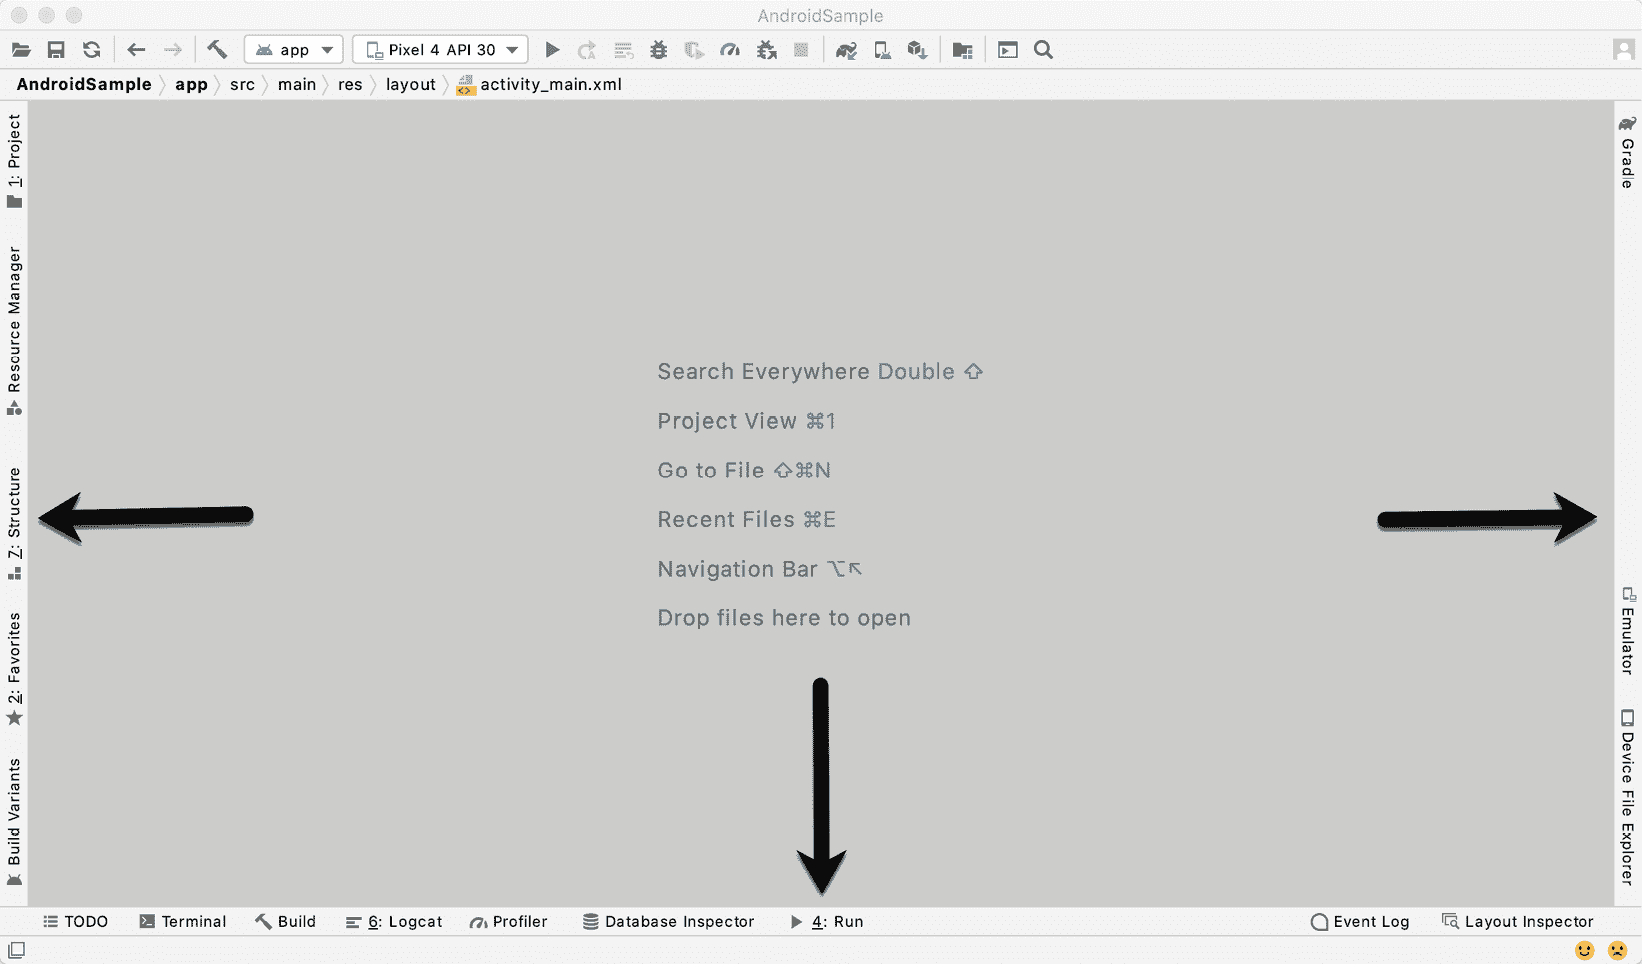 AndroidSample
app
Pixel 4 API 30
AndroidSample app src main res layout activity_main.xml
1: Project
Resource Manager
7: Structure
2: Favorites
Build Variants
Search Everywhere Double ⇧
Project View ⌘1
Go to File ⇧⌘N
Recent Files ⌘E
Navigation Bar ⌥↖
Drop files here to open
Gradle
Emulator
Device File Explorer
TODO Terminal Build 6: Logcat Profiler Database Inspector 4: Run Event Log Layout Inspector